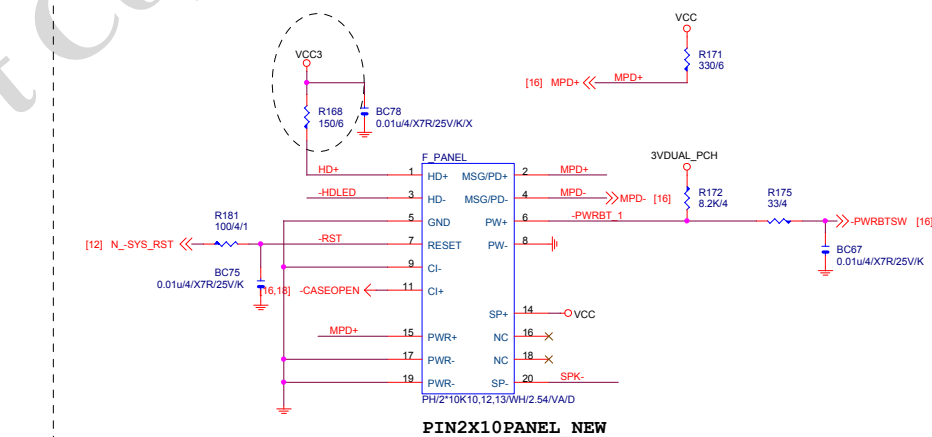 VCC
R171
330/6
[16] MPD+
MPD+
VCC3
R168
150/6
BC78
0.01u/4/X7R/25V/K/X
F_PANEL
3VDUAL_PCH
HD+ 1 HD+ MSG/PD+ 2 MPD+
-HDLED 3 HD- MSG/PD- 4 MPD- MPD- [16]
R172
8.2K/4
R175
33/4
5 GND PW+ 6 -PWRBT_1
-PWRBTSW [16]
R181
100/4/1
[12] N_-SYS_RST
-RST 7 RESET PW- 8
BC67
0.01u/4/X7R/25V/K
9 CI-
BC75
0.01u/4/X7R/25V/K
[16,18] -CASEOPEN 11 CI+
SP+ 14 VCC
MPD+ 15 PWR+ NC 16
17 PWR- NC 18
19 PWR- SP- 20 SPK-
PH/2*10K10,12,13/WH/2.54/VA/D
PIN2X10PANEL NEW